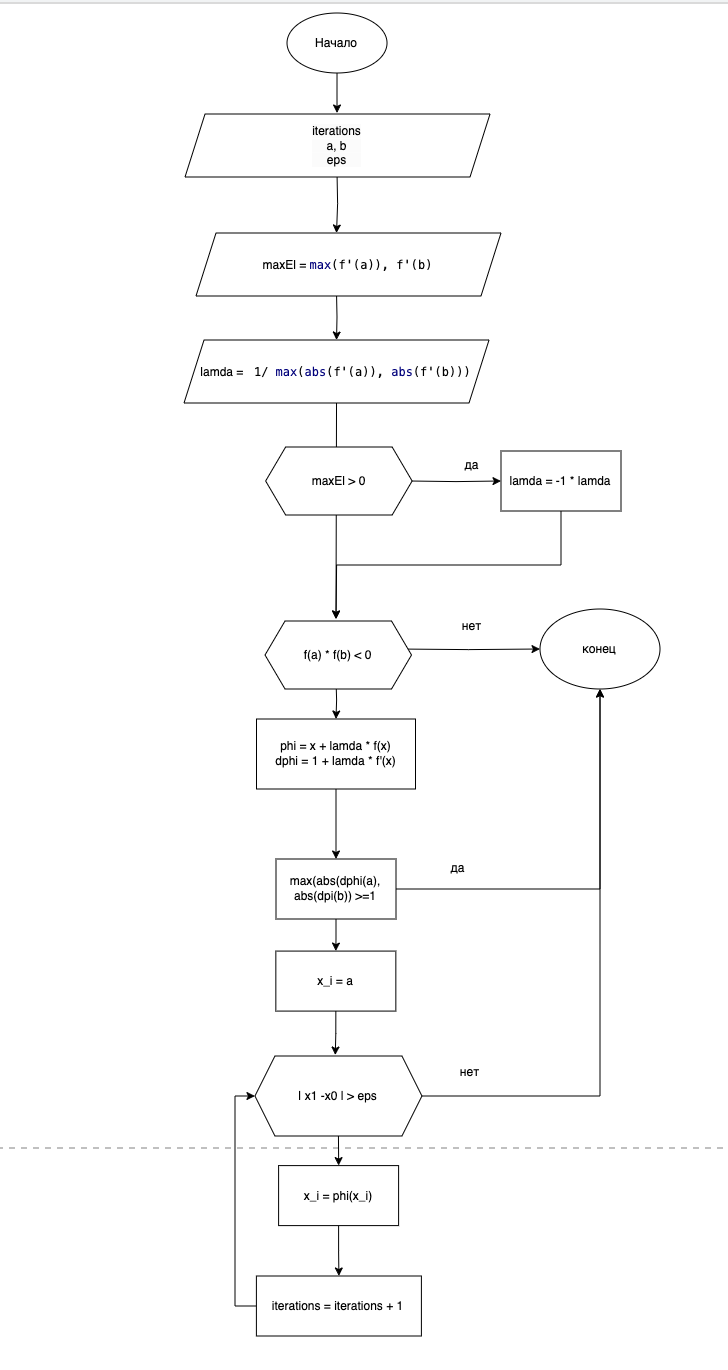 Начало
iterations
a, b
eps
maxEl = max(f'(a)), f'(b)
lamda = 1/ max(abs(f'(a)), abs(f'(b)))
maxEl > 0
да
lamda = -1 * lamda
нет
f(a) * f(b) < 0
конец
phi = x + lamda * f(x)
dphi = 1 + lamda * f'(x)
да
max(abs(dphi(a),
abs(dpi(b)) >=1
x_i = a
нет
| x1 -x0 | > eps
x_i = phi(x_i)
iterations = iterations + 1